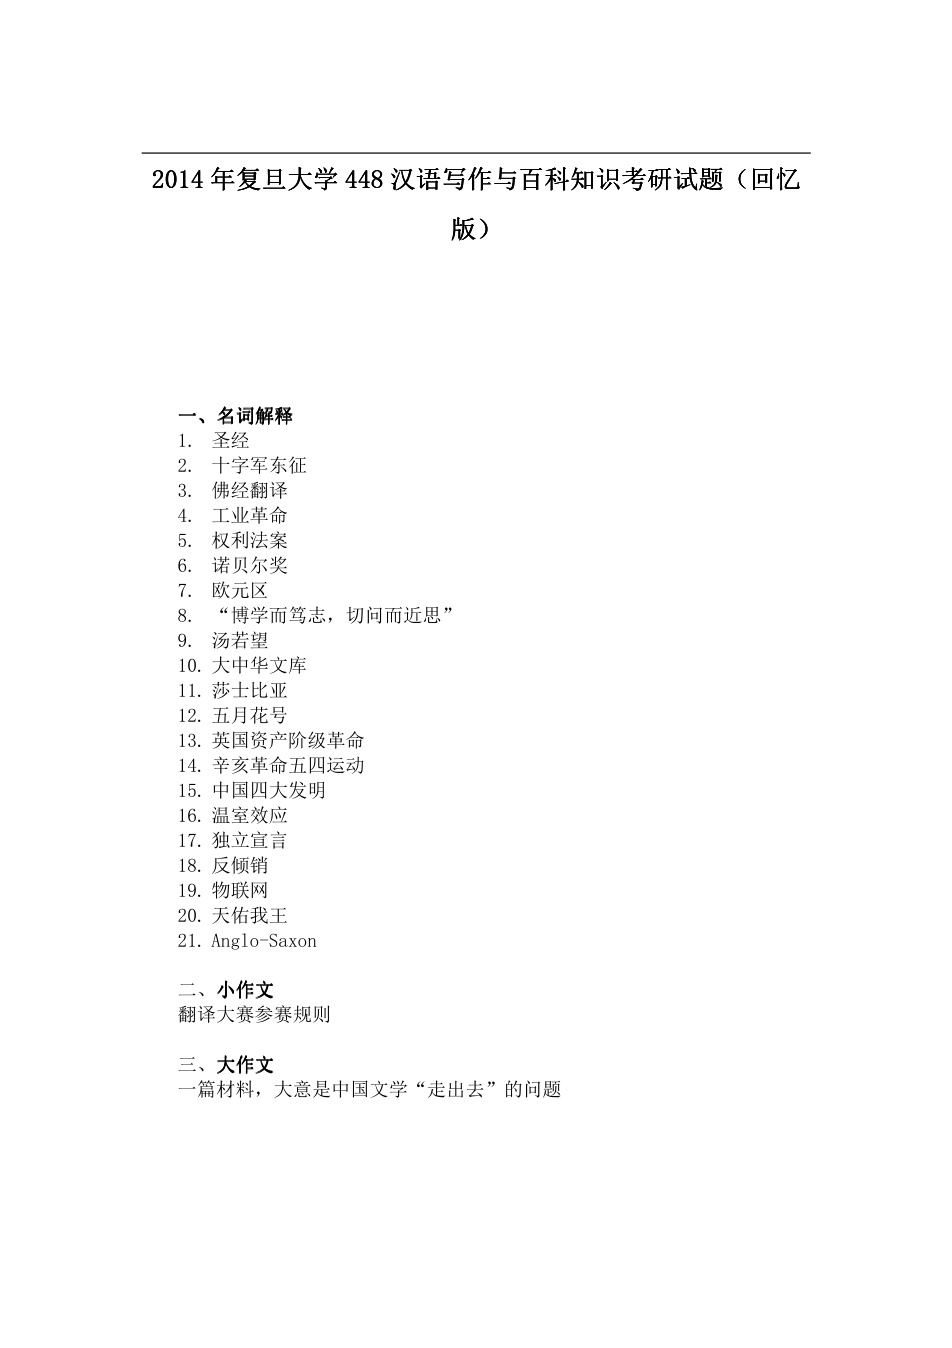 2014 年复旦大学 448 汉语写作与百科知识考研试题（回忆
版）
一、名词解释
1. 圣经
2. 十字军东征
3. 佛经翻译
4. 工业革命
5. 权利法案
6. 诺贝尔奖
7. 欧元区
8. “博学而笃志，切问而近思”
9. 汤若望
10. 大中华文库
11. 莎士比亚
12. 五月花号
13. 英国资产阶级革命
14. 辛亥革命五四运动
15. 中国四大发明
16. 温室效应
17. 独立宣言
18. 反倾销
19. 物联网
20. 天佑我王
21. Anglo-Saxon
二、小作文
翻译大赛参赛规则
三、大作文
一篇材料，大意是中国文学“走出去”的问题